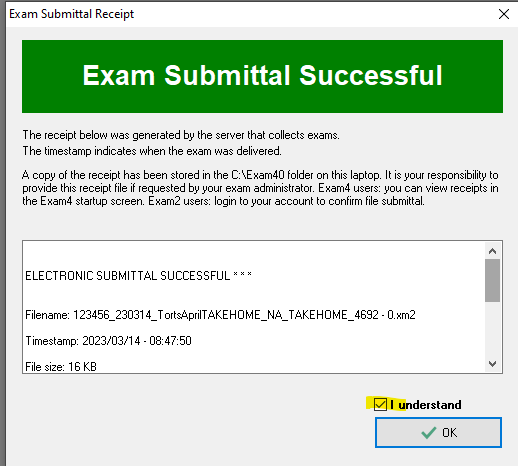 Exam Submittal Receipt
Exam Submittal Successful
The receipt below was generated by the server that collects exams.
The timestamp indicates when the exam was delivered.
A copy of the receipt has been stored in the C:\Exam40 folder on this laptop. It is your responsibility to
provide this receipt file if requested by your exam administrator. Exam4 users: you can view receipts in
the Exam4 startup screen. Exam2 users: login to your account to confirm file submittal.
ELECTRONIC SUBMITTAL SUCCESSFUL * * *
Filename: 123456_230314_TortsAprilTAKEHOME_NA_TAKEHOME_4692 - 0.xm2
Timestamp: 2023/03/14 - 08:47:50
File size: 16 KB
I understand
OK